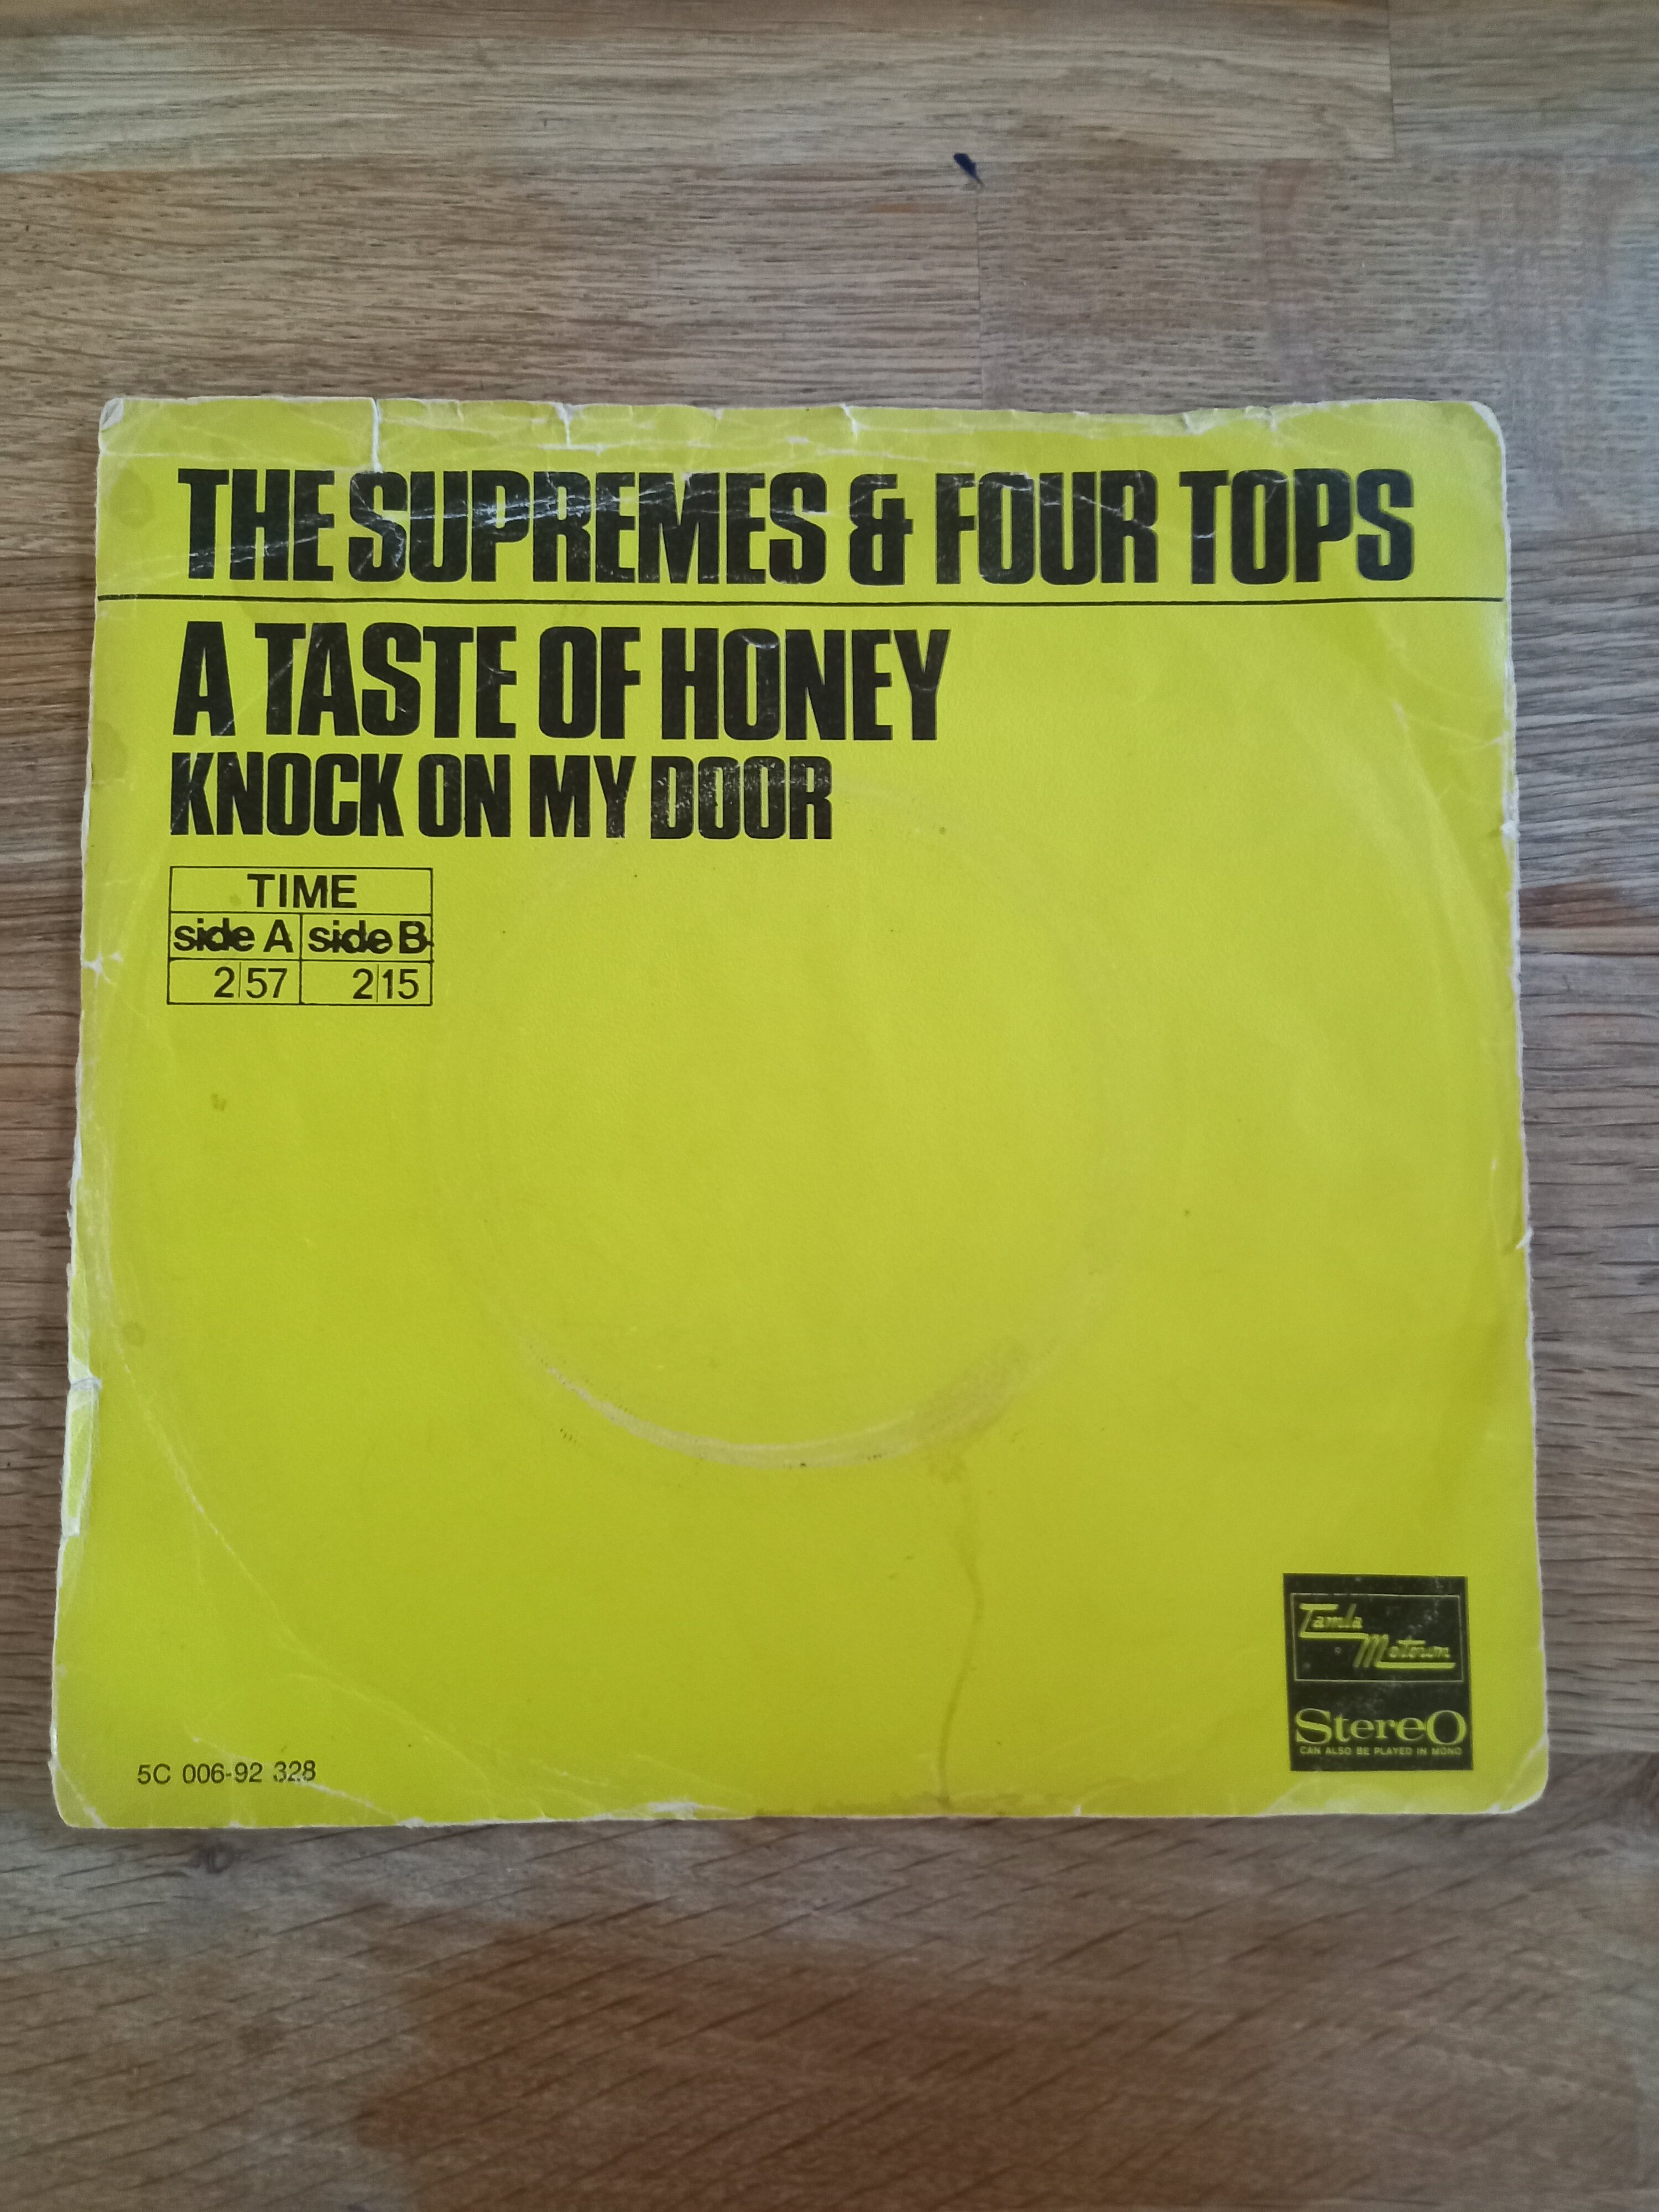 THE SUPREMES & FOUR TOPS
A TASTE OF HONEY
KNOCK ON MY DOOR
TIME
side A side B
2|57 2|15
Tamla
Motown
Stereo
CAN ALSO BE PLAYED IN MONO
5C 006-92 328